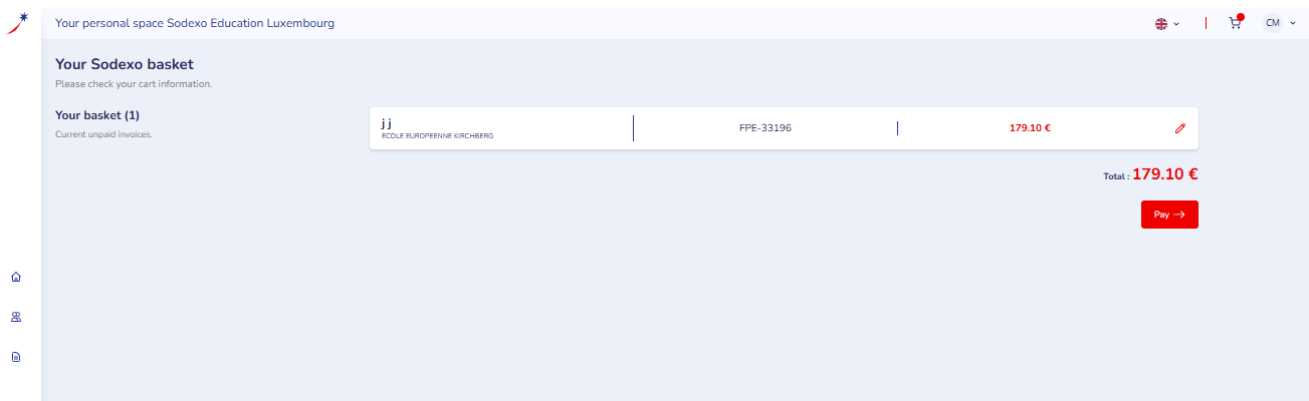 Your personal space Sodexo Education Luxembourg
CM
Your Sodexo basket
Please check your cart information.
Your basket (1)
Current unpaid invoices.
j j
ECOLE EUROPEENNE KIRCHBERG
FPE-33196
179.10 €
Total : 179.10 €
Pay →